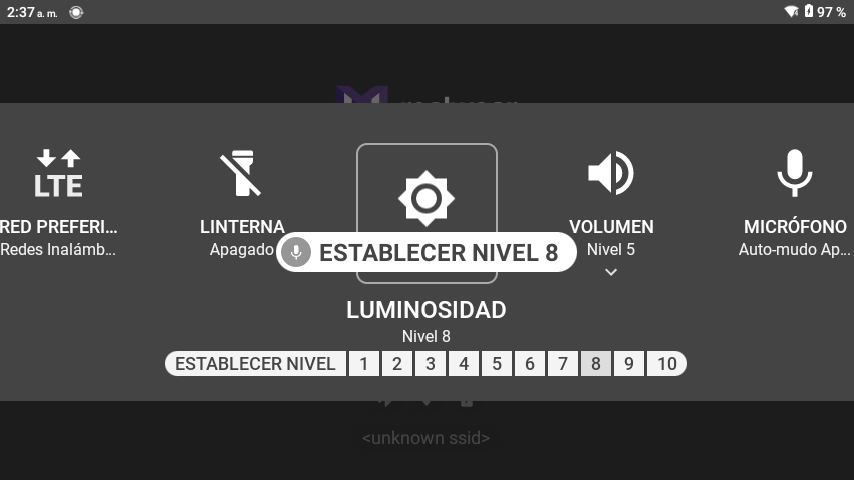 2:37 a. m.
97 %
RED PREFERI...
Redes Inalámb...
LINTERNA
Apagado
ESTABLECER NIVEL 8
VOLUMEN
Nivel 5
MICRÓFONO
Auto-mudo Ap...
LUMINOSIDAD
Nivel 8
ESTABLECER NIVEL 1 2 3 4 5 6 7 8 9 10
<unknown ssid>
LTE